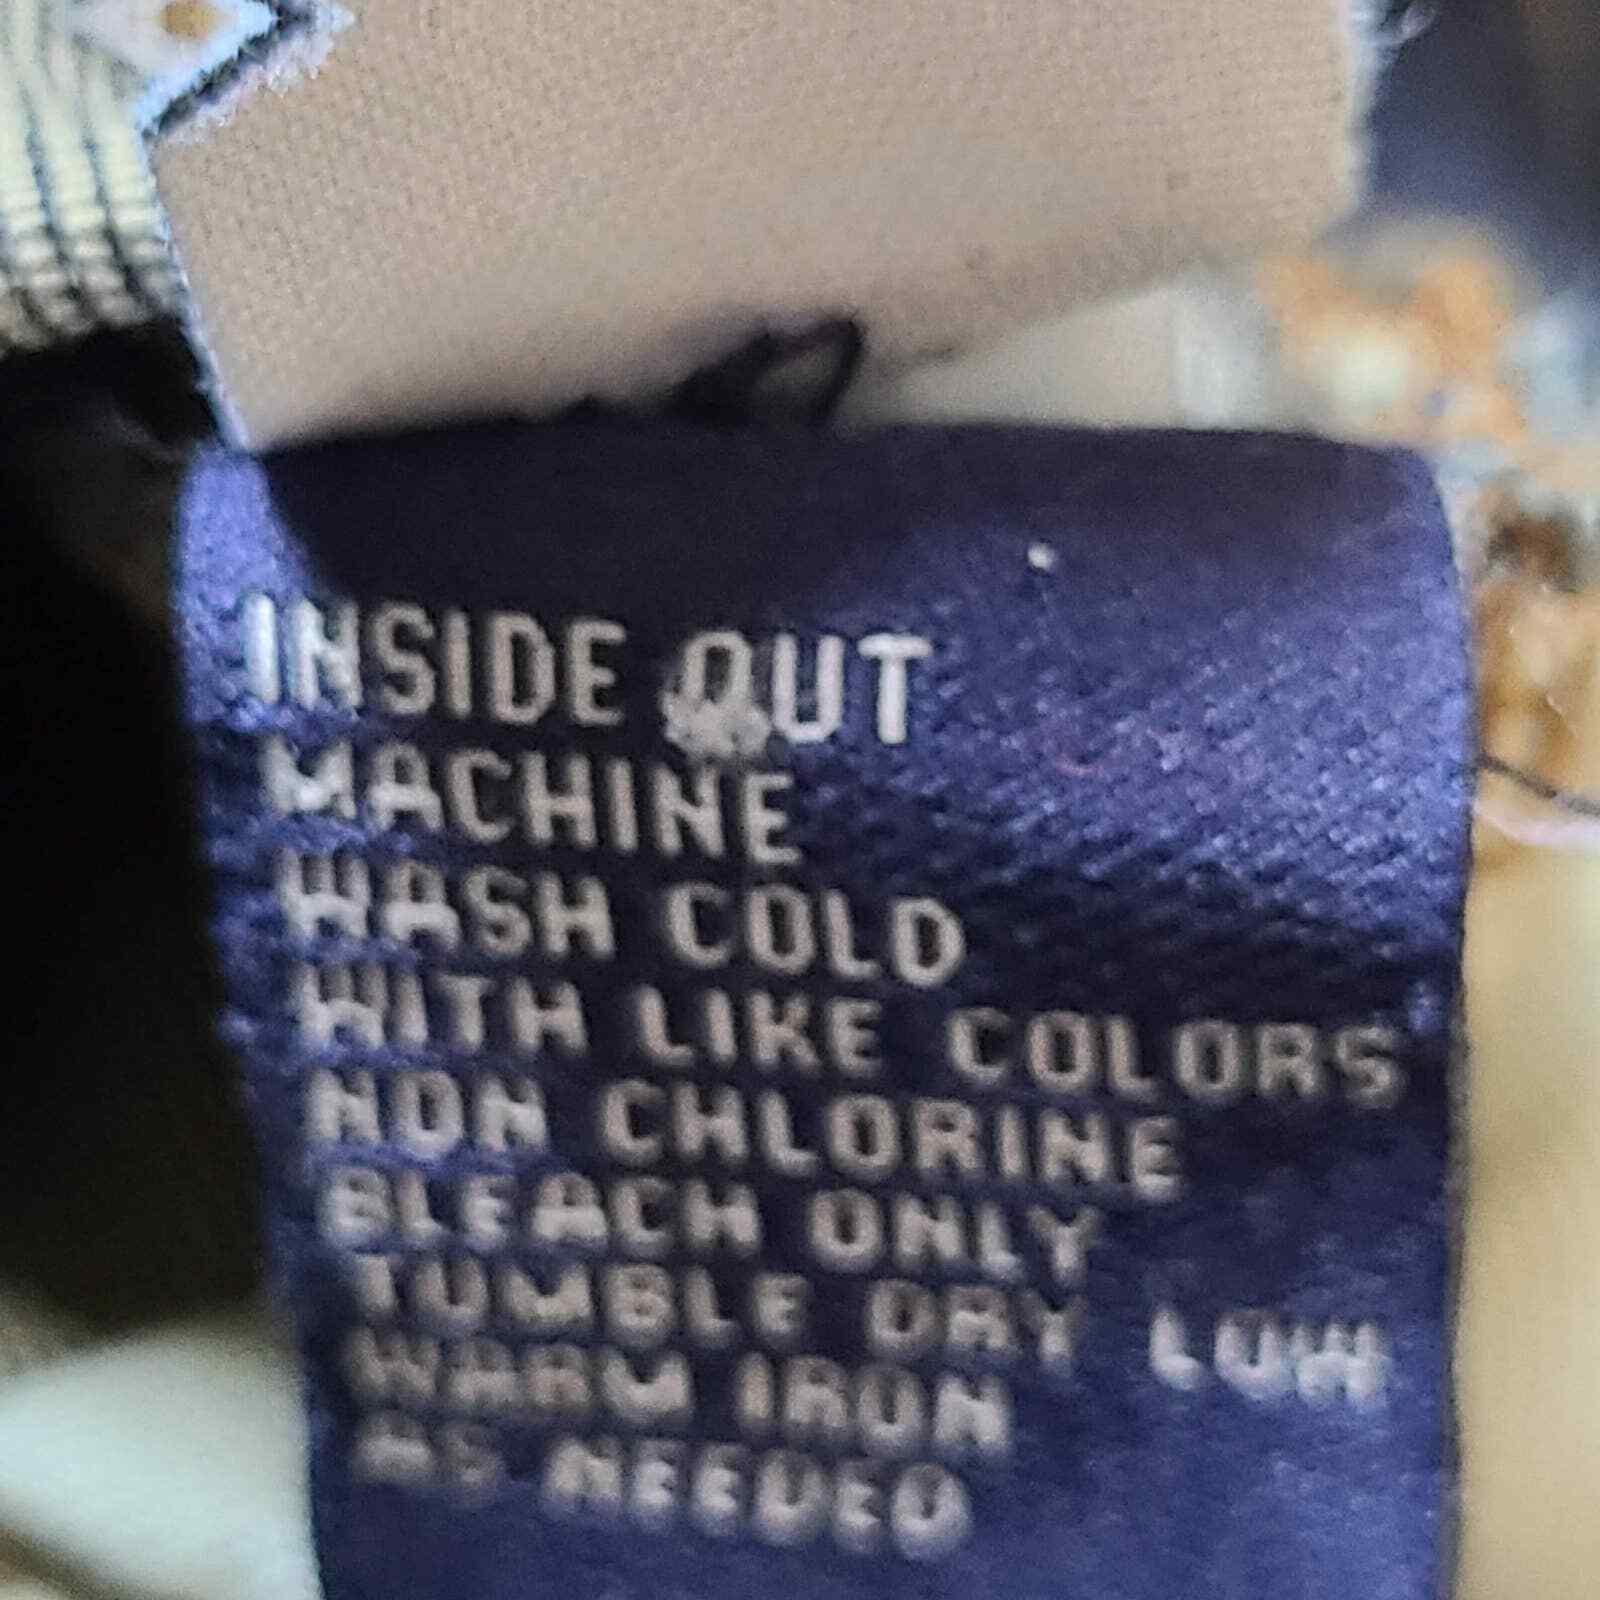 INSIDE OUT
MACHINE
WASH COLD
WITH LIKE COLORS
NON CHLORINE
BLEACH ONLY
TUMBLE DRY LOW
WARM IRON
AS NEEDED